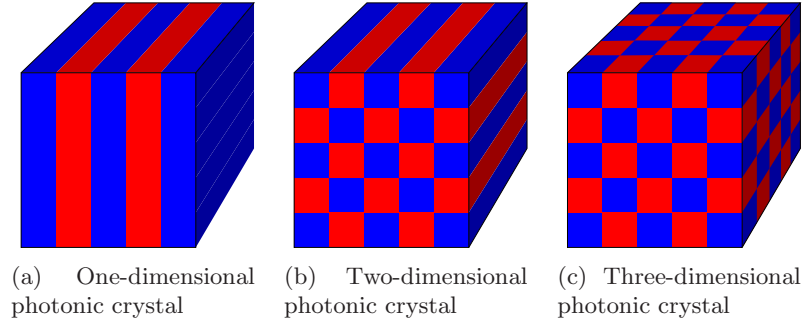 (a) One-dimensional
photonic crystal
(b) Two-dimensional
photonic crystal
(c) Three-dimensional
photonic crystal